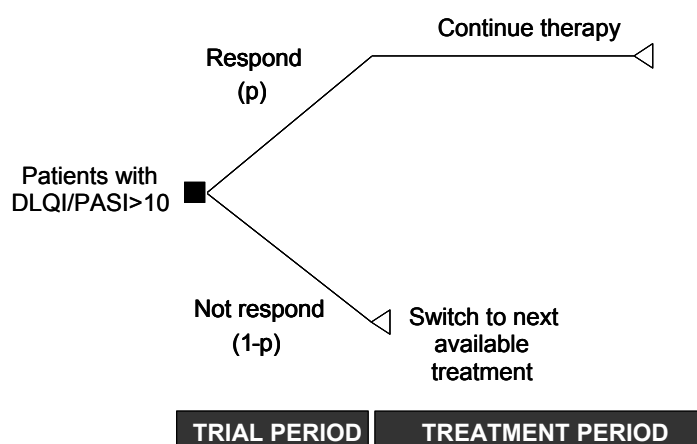 Continue therapy
Respond
(p)
Patients with
DLQI/PASI>10
Not respond
(1-p)
Switch to next
available
treatment
TRIAL PERIOD
TREATMENT PERIOD